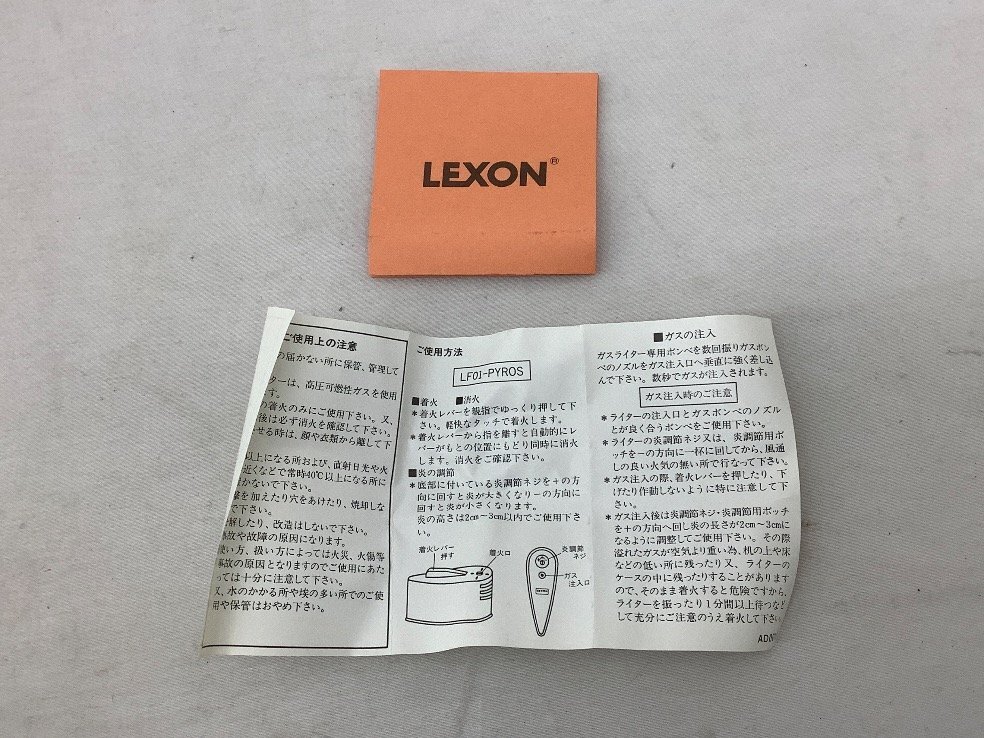 LEXON®
ご使用上の注意
の届かない所に保管、管理して
ターは、高圧可燃性ガスを使用
す。
の着火のみにご使用下さい。又、
後は必ず消火を確認して下さい。
せる時は、顔や衣類から離して下
以上になる所および、直射日光や火
近くなどで常時40℃以上になる所に
かないで下さい。
撃を加えたり穴をあけたり、焼却しな
で下さい。
解したり、改造はしないで下さい。
故や故障の原因になります。
使い方、扱い方によっては火災、火傷等
事故の原因となりますのでご使用にあた
っては十分に注意して下さい。
又、水のかかる所や埃の多い所でのご使
用や保管はおやめ下さい。
ご使用方法
LF01-PYROS
■着火 ■消火
*着火レバーを親指でゆっくり押して下
さい。軽快なタッチで着火します。
*着火レバーから指を離すと自動的にレ
バーがもとの位置にもどり同時に消火
します。消火をご確認下さい。
■炎の調節
*底部に付いている炎調節ネジを+の方
向に回すと炎が大きくなり−の方向に
回すと炎が小さくなります。
炎の高さは2cm〜3cm以内でご使用下さ
い。
着火レバー
押す
着火口
炎調節
ネジ
ガス
注入口
■ガスの注入
ガスライター専用ボンベを数回振りガスボン
ベのノズルをガス注入口へ垂直に強く差し込
んで下さい。数秒でガスが注入されます。
ガス注入時のご注意
*ライターの注入口とガスボンベのノズル
とが良く合うボンベをご使用下さい。
*ライターの炎調節ネジ又は、炎調節用ポッ
チを−の方向に一杯に回してから、風通
しの良い火気の無い所で行なって下さい。
*ガス注入の際、着火レバーを押したり、下
げたり作動しないように特に注意して下
さい。
*ガス注入後は炎調節ネジ・炎調節用ポッチ
を+の方向へ回し炎の長さが2cm〜3cmに
なるように調整してご使用下さい。その際
溢れたガスが空気より重い為、机の上や床
などの低い所に残ったり又、ライターの
ケースの中に残ったりすることがあります
ので、そのまま着火すると危険ですから、
ライターを振ったり1分間以上待つなど
して充分にご注意のうえ着火して下さい